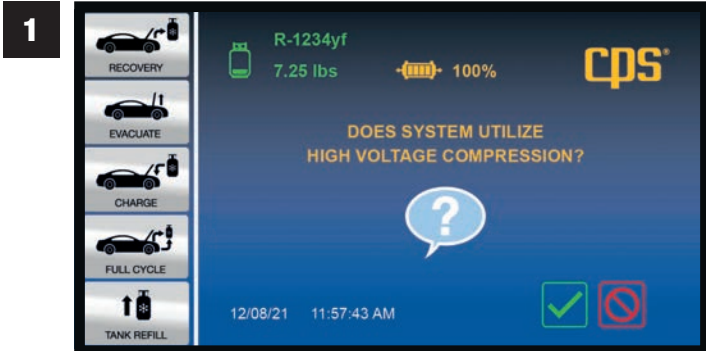 1
RECOVERY
EVACUATE
CHARGE
FULL CYCLE
TANK REFILL
R-1234yf
7.25 lbs
100%
cps®
DOES SYSTEM UTILIZE
HIGH VOLTAGE COMPRESSION?
?
12/08/21 11:57:43 AM